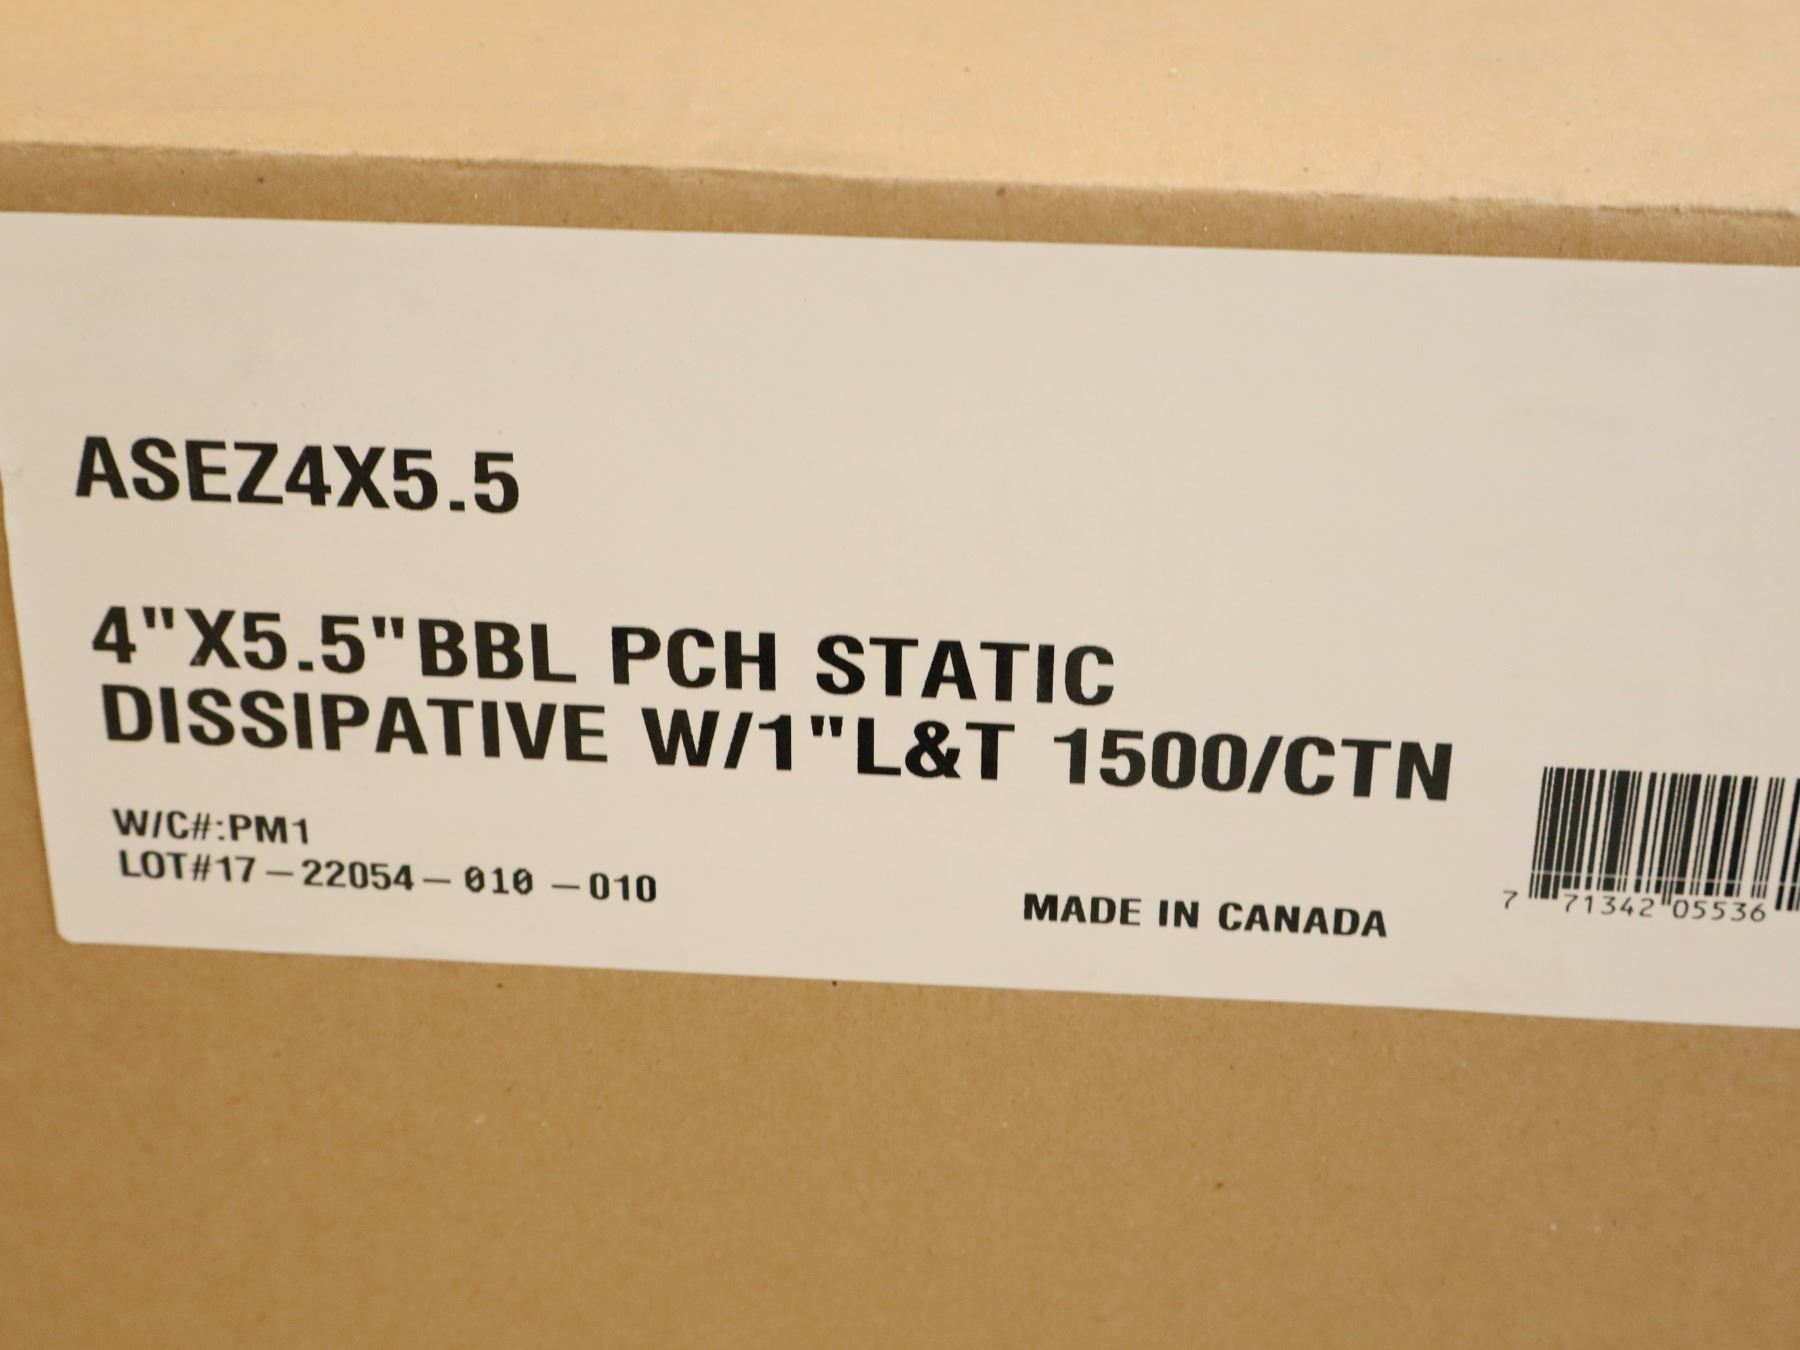 ASEZ4X5.5
4"X5.5"BBL PCH STATIC
DISSIPATIVE W/1"L&T 1500/CTN
W/C#:PM1
LOT#17-22054-010-010
MADE IN CANADA
7 71342 05536